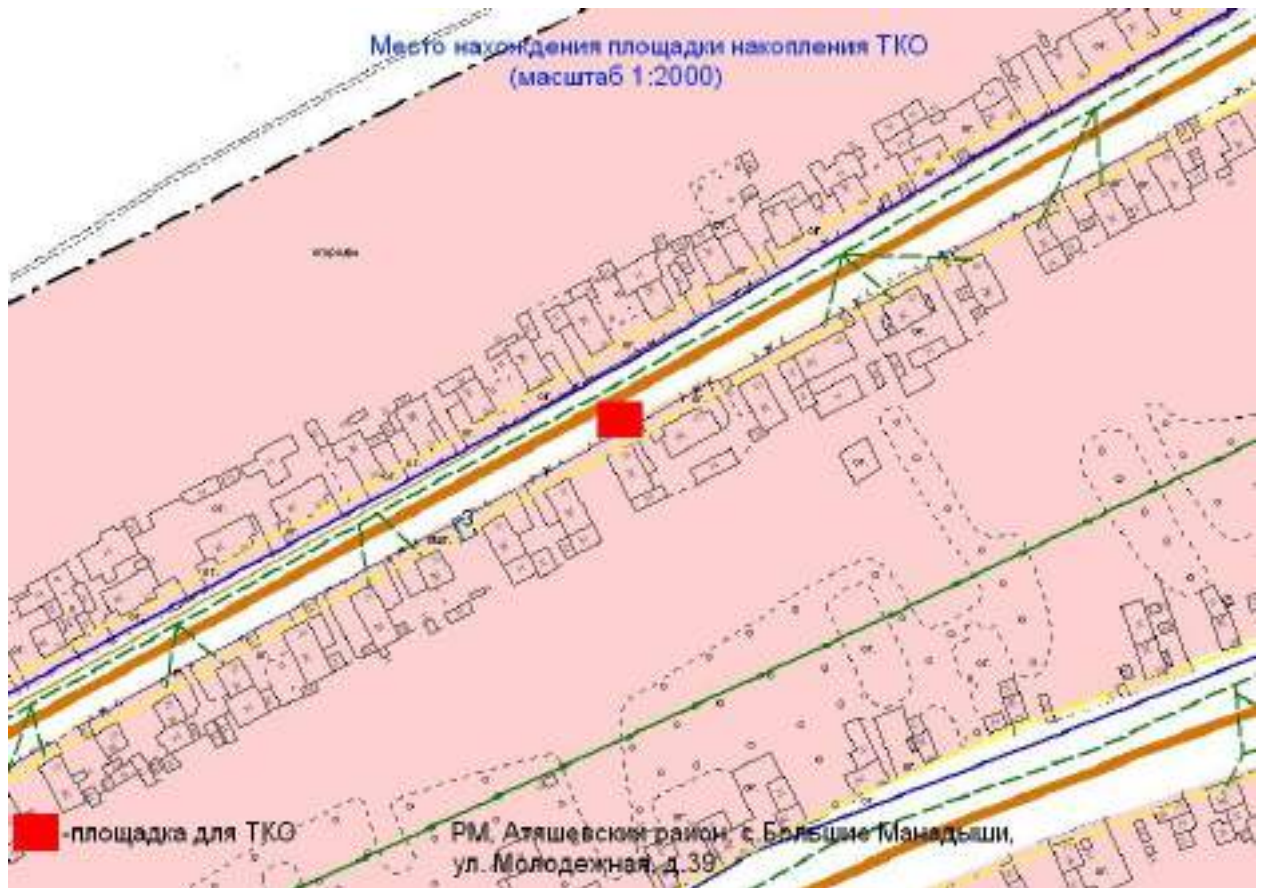 Место нахождения площадки накопления ТКО
(масштаб 1:2000)
огороды
-площадка для ТКО
РМ, Атяшевский район, с. Большие Манадыши,
ул. Молодежная, д.39